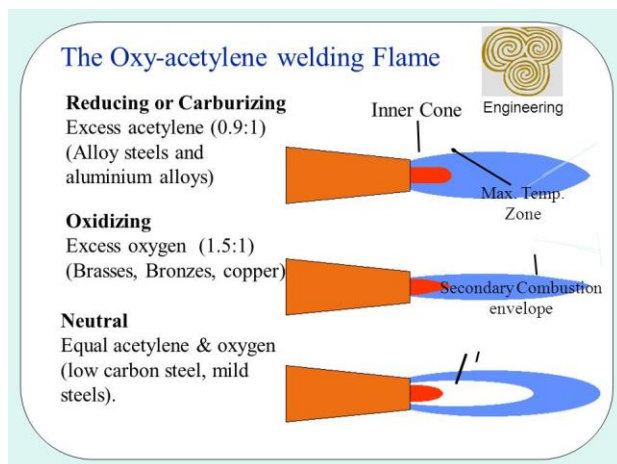 The Oxy-acetylene welding Flame
Engineering
Reducing or Carburizing
Excess acetylene (0.9:1)
(Alloy steels and
aluminium alloys)
Inner Cone
Max. Temp.
Zone
Oxidizing
Excess oxygen (1.5:1)
(Brasses, Bronzes, copper)
Secondary Combustion
envelope
Neutral
Equal acetylene & oxygen
(low carbon steel, mild
steels).